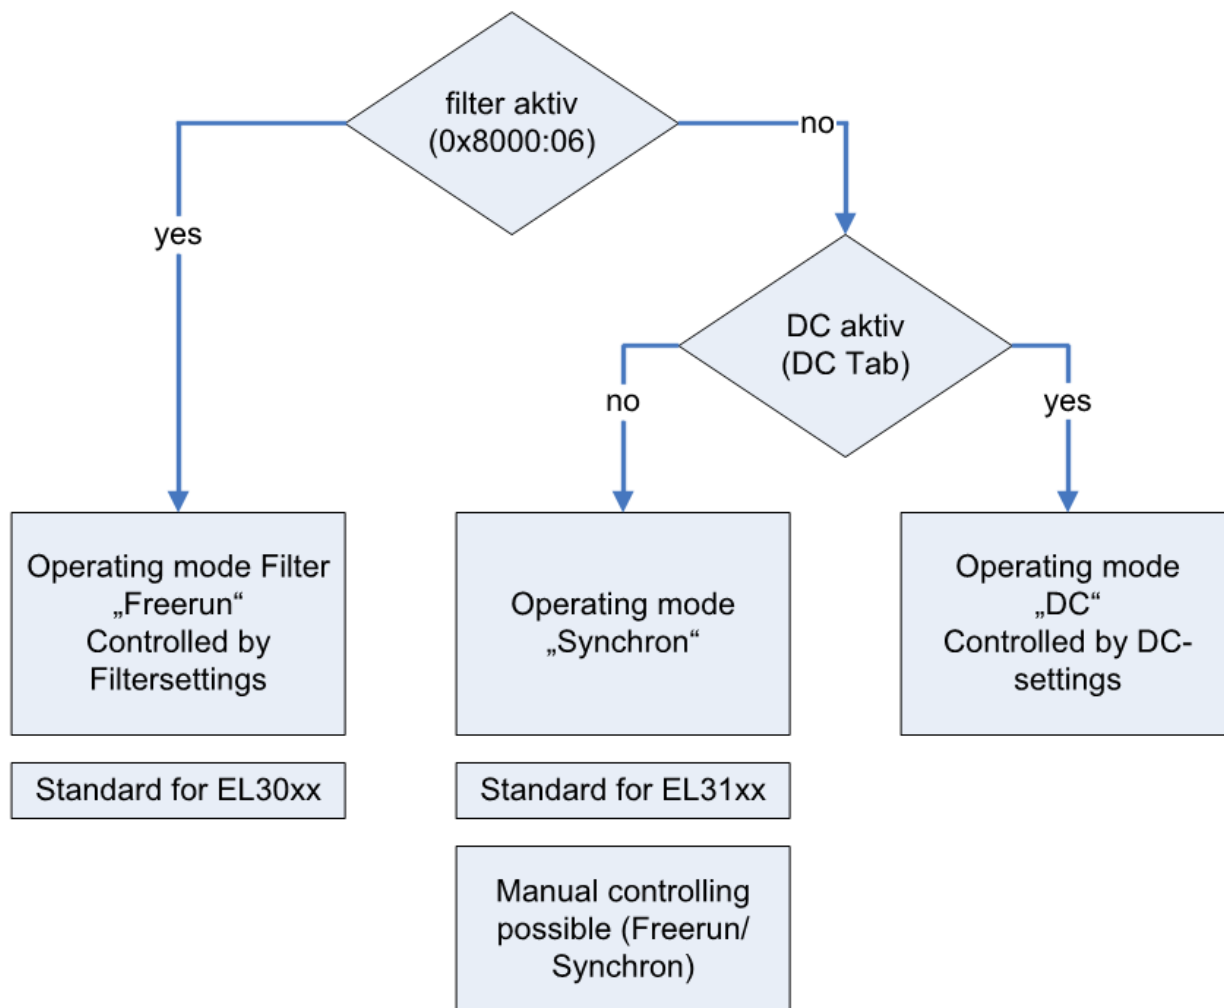 filter aktiv
(0x8000:06)
no
yes
DC aktiv
(DC Tab)
no
yes
Operating mode Filter
„Freerun“
Controlled by
Filtersettings
Operating mode
„Synchron“
Operating mode
„DC“
Controlled by DC-
settings
Standard for EL30xx
Standard for EL31xx
Manual controlling
possible (Freerun/
Synchron)